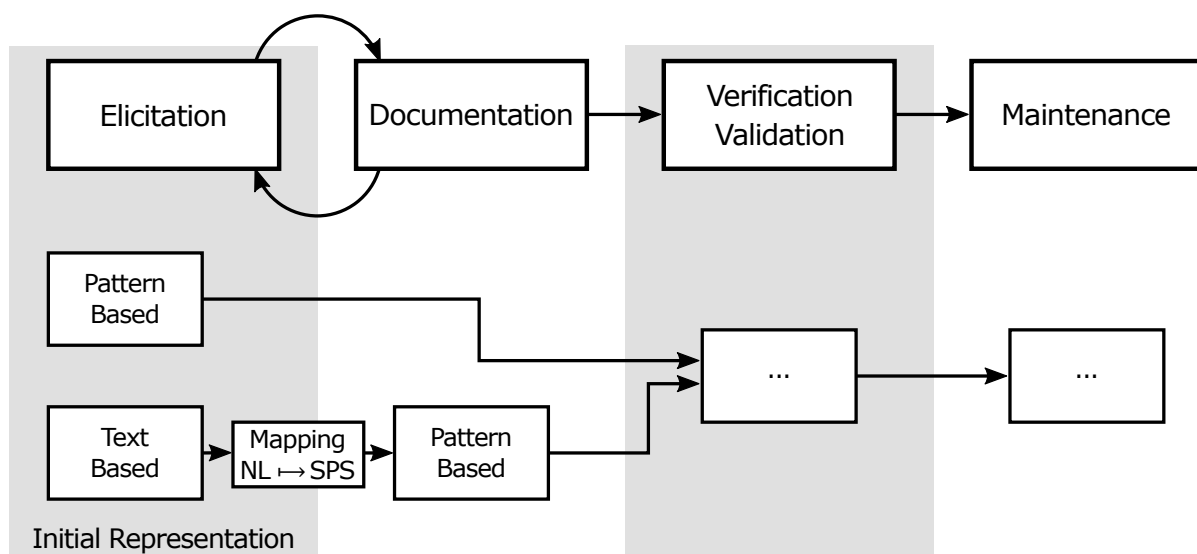 Elicitation
Documentation
Verification
Validation
Maintenance
Pattern
Based
...
...
Text
Based
Mapping
NL ⟼ SPS
Pattern
Based
Initial Representation